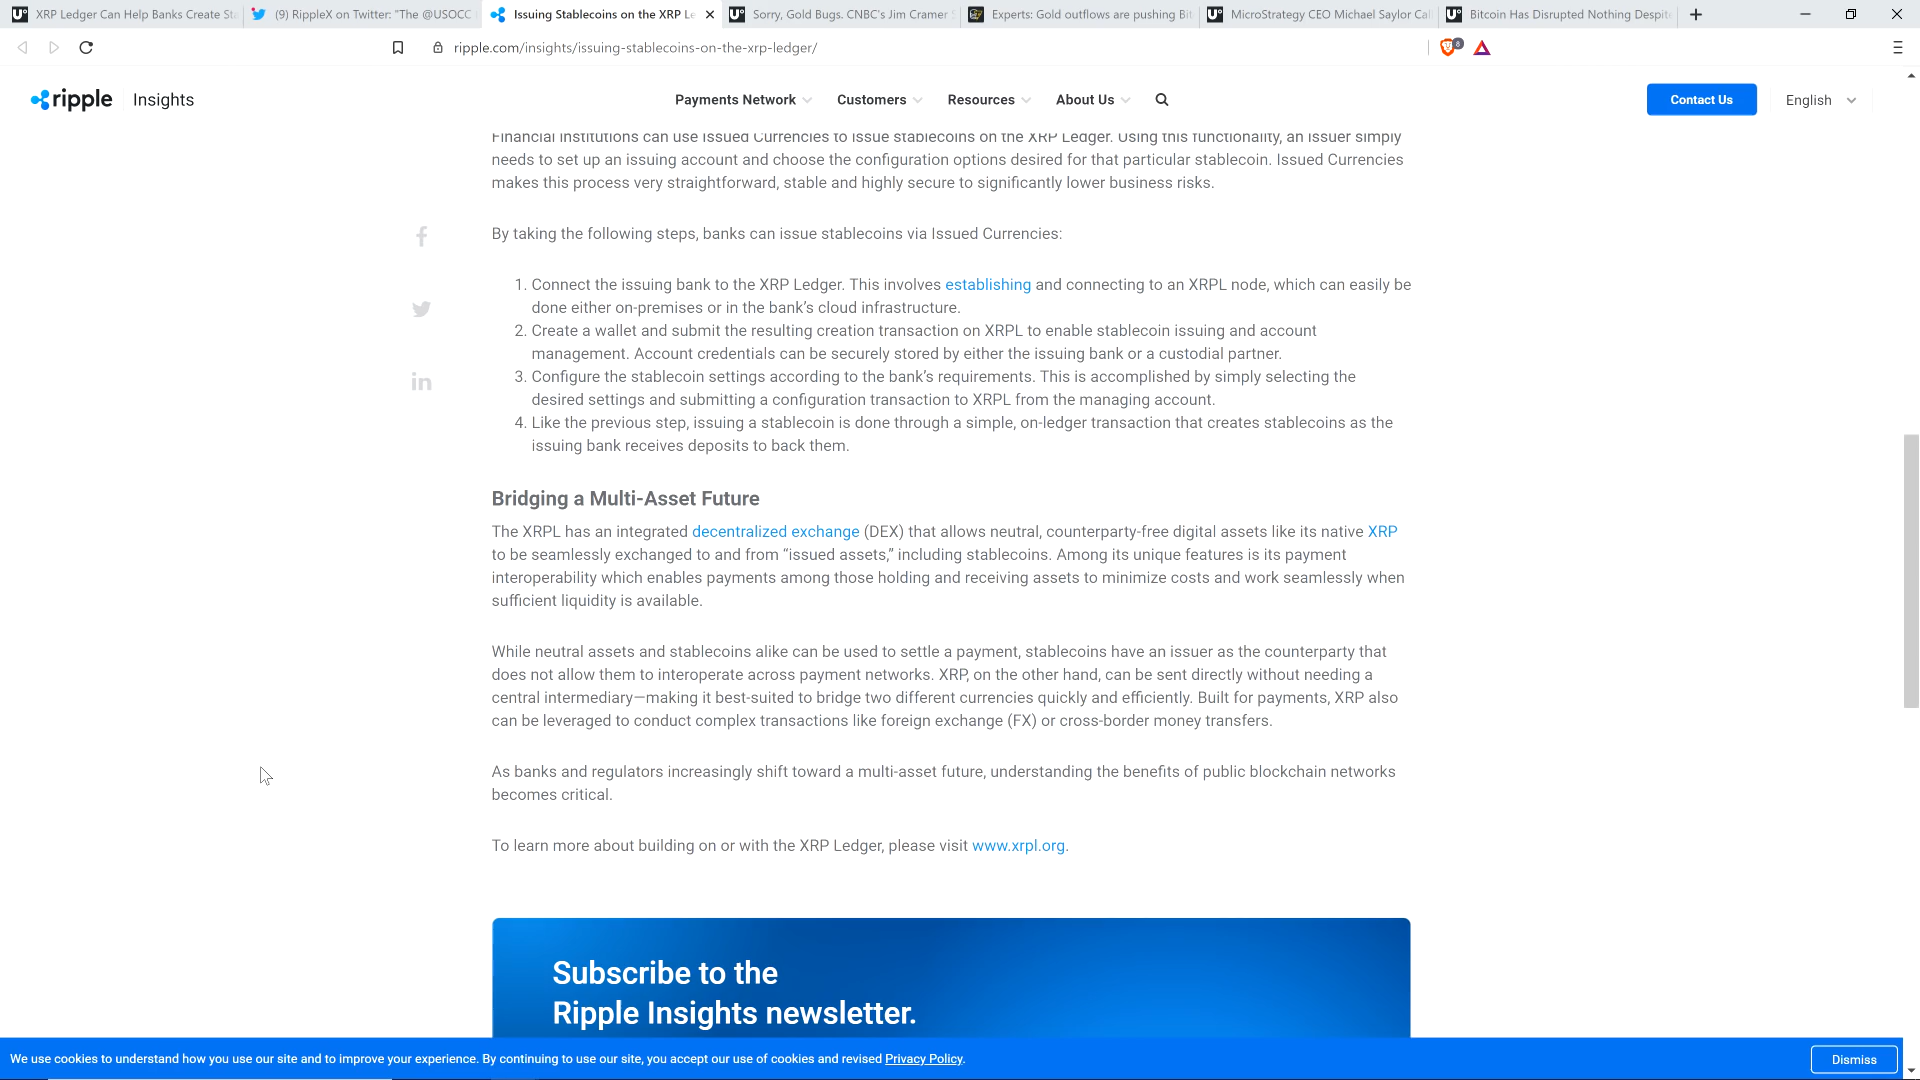 XRP Ledger Can Help Banks Create Sta
(9) RippleX on Twitter: "The @USOCC
Issuing Stablecoins on the XRP Le
Sorry, Gold Bugs. CNBC's Jim Cramer S
Experts: Gold outflows are pushing Bit
MicroStrategy CEO Michael Saylor Cal
Bitcoin Has Disrupted Nothing Despite
ripple.com/insights/issuing-stablecoins-on-the-xrp-ledger/
8
ripple Insights
Payments Network
Customers
Resources
About Us
Contact Us
English
Financial institutions can use Issued Currencies to issue stablecoins on the XRP Ledger. Using this functionality, an issuer simply
needs to set up an issuing account and choose the configuration options desired for that particular stablecoin. Issued Currencies
makes this process very straightforward, stable and highly secure to significantly lower business risks.
By taking the following steps, banks can issue stablecoins via Issued Currencies:
1. Connect the issuing bank to the XRP Ledger. This involves establishing and connecting to an XRPL node, which can easily be
done either on-premises or in the bank's cloud infrastructure.
2. Create a wallet and submit the resulting creation transaction on XRPL to enable stablecoin issuing and account
management. Account credentials can be securely stored by either the issuing bank or a custodial partner.
3. Configure the stablecoin settings according to the bank's requirements. This is accomplished by simply selecting the
desired settings and submitting a configuration transaction to XRPL from the managing account.
4. Like the previous step, issuing a stablecoin is done through a simple, on-ledger transaction that creates stablecoins as the
issuing bank receives deposits to back them.
Bridging a Multi-Asset Future
The XRPL has an integrated decentralized exchange (DEX) that allows neutral, counterparty-free digital assets like its native XRP
to be seamlessly exchanged to and from “issued assets,” including stablecoins. Among its unique features is its payment
interoperability which enables payments among those holding and receiving assets to minimize costs and work seamlessly when
sufficient liquidity is available.
While neutral assets and stablecoins alike can be used to settle a payment, stablecoins have an issuer as the counterparty that
does not allow them to interoperate across payment networks. XRP, on the other hand, can be sent directly without needing a
central intermediary—making it best-suited to bridge two different currencies quickly and efficiently. Built for payments, XRP also
can be leveraged to conduct complex transactions like foreign exchange (FX) or cross-border money transfers.
As banks and regulators increasingly shift toward a multi-asset future, understanding the benefits of public blockchain networks
becomes critical.
To learn more about building on or with the XRP Ledger, please visit www.xrpl.org.
Subscribe to the
Ripple Insights newsletter.
We use cookies to understand how you use our site and to improve your experience. By continuing to use our site, you accept our use of cookies and revised Privacy Policy.
Dismiss